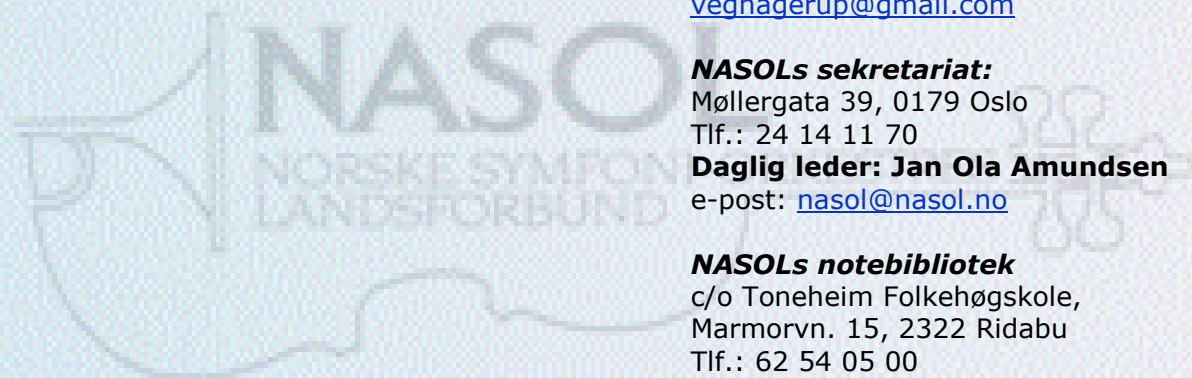 vegnagerup@gmail.com
NASOLs sekretariat:
Møllergata 39, 0179 Oslo
Tlf.: 24 14 11 70
Daglig leder: Jan Ola Amundsen
e-post: nasol@nasol.no
NASOLs notebibliotek
c/o Toneheim Folkehøgskole,
Marmorvn. 15, 2322 Ridabu
Tlf.: 62 54 05 00
NASOL
NORSKE SYMFON
LANDSFORBUND